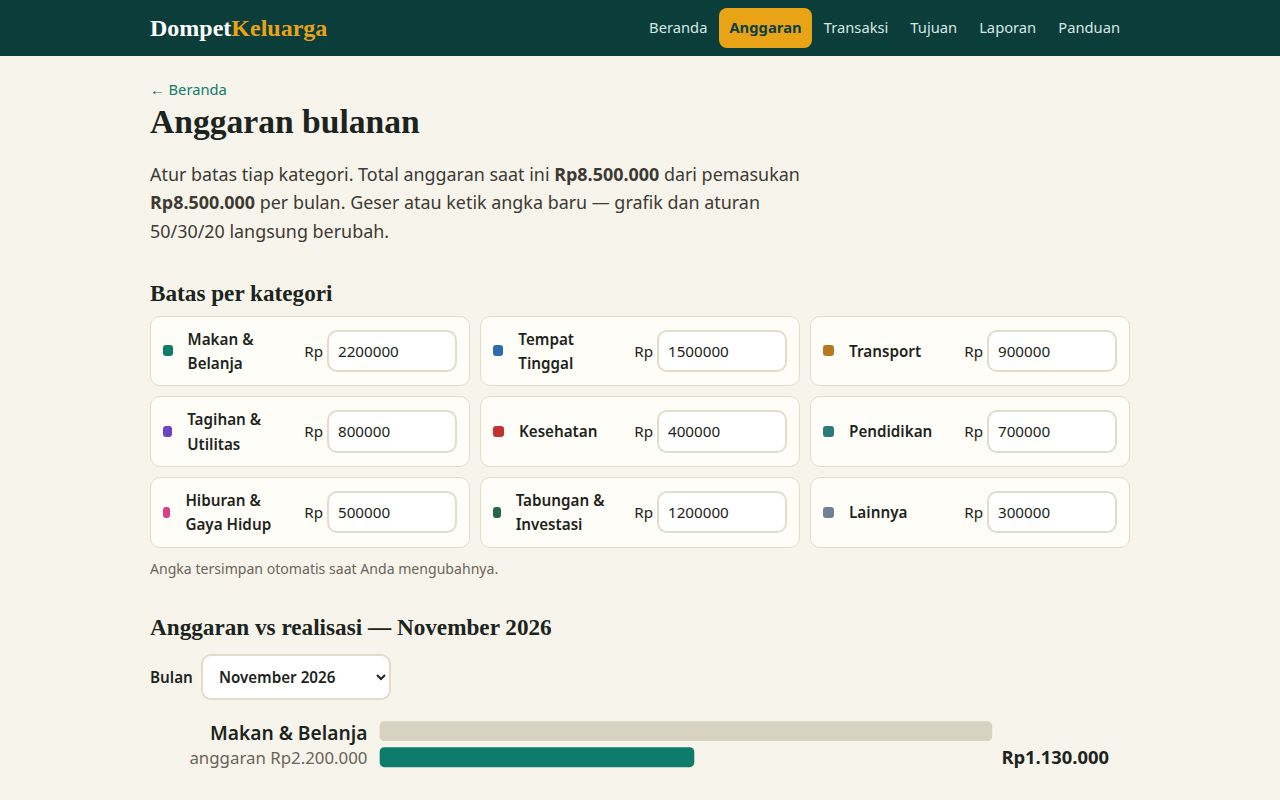 DompetKeluarga
Beranda Anggaran Transaksi Tujuan Laporan Panduan
← Beranda
Anggaran bulanan
Atur batas tiap kategori. Total anggaran saat ini Rp8.500.000 dari pemasukan
Rp8.500.000 per bulan. Geser atau ketik angka baru — grafik dan aturan
50/30/20 langsung berubah.
Batas per kategori
Makan &
Belanja
Rp 2200000
Tempat
Tinggal
Rp 1500000
Transport
Rp 900000
Tagihan &
Utilitas
Rp 800000
Kesehatan
Rp 400000
Pendidikan
Rp 700000
Hiburan &
Gaya Hidup
Rp 500000
Tabungan &
Investasi
Rp 1200000
Lainnya
Rp 300000
Angka tersimpan otomatis saat Anda mengubahnya.
Anggaran vs realisasi — November 2026
Bulan November 2026
Makan & Belanja
anggaran Rp2.200.000
Rp1.130.000